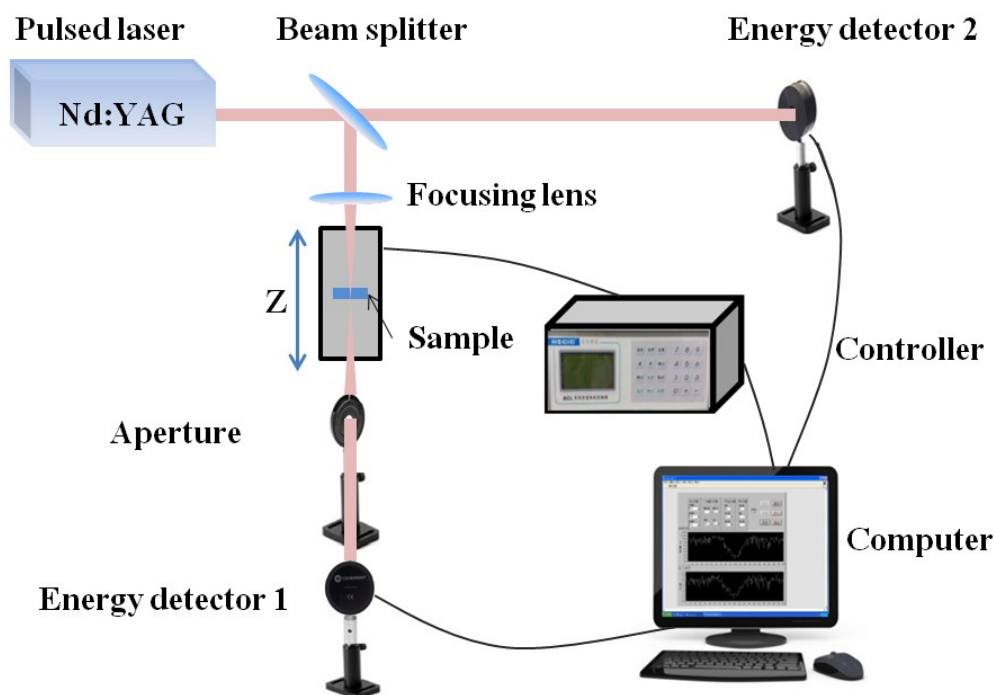 Pulsed laser
Beam splitter
Energy detector 2
Nd:YAG
Focusing lens
Z
Sample
Controller
Aperture
Computer
Energy detector 1